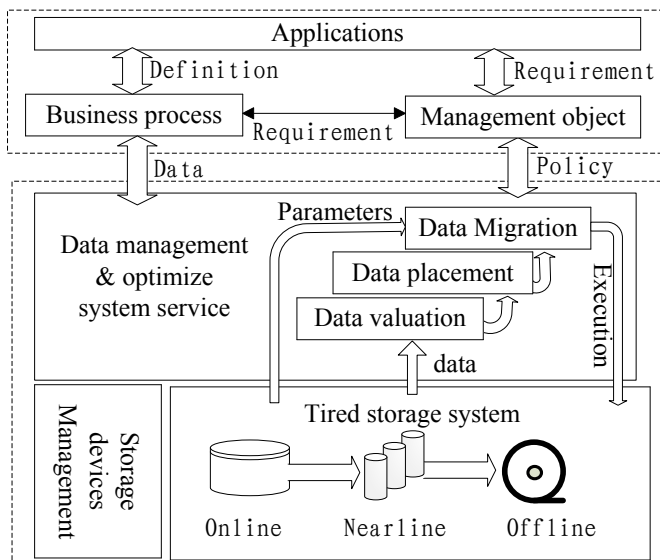 Applications
Definition
Requirement
Business process
Requirement
Management object
Data
Policy
Parameters
Data Migration
Data management
& optimize
system service
Data placement
Data valuation
Execution
data
Storage
devices
Management
Tired storage system
Online
Nearline
Offline